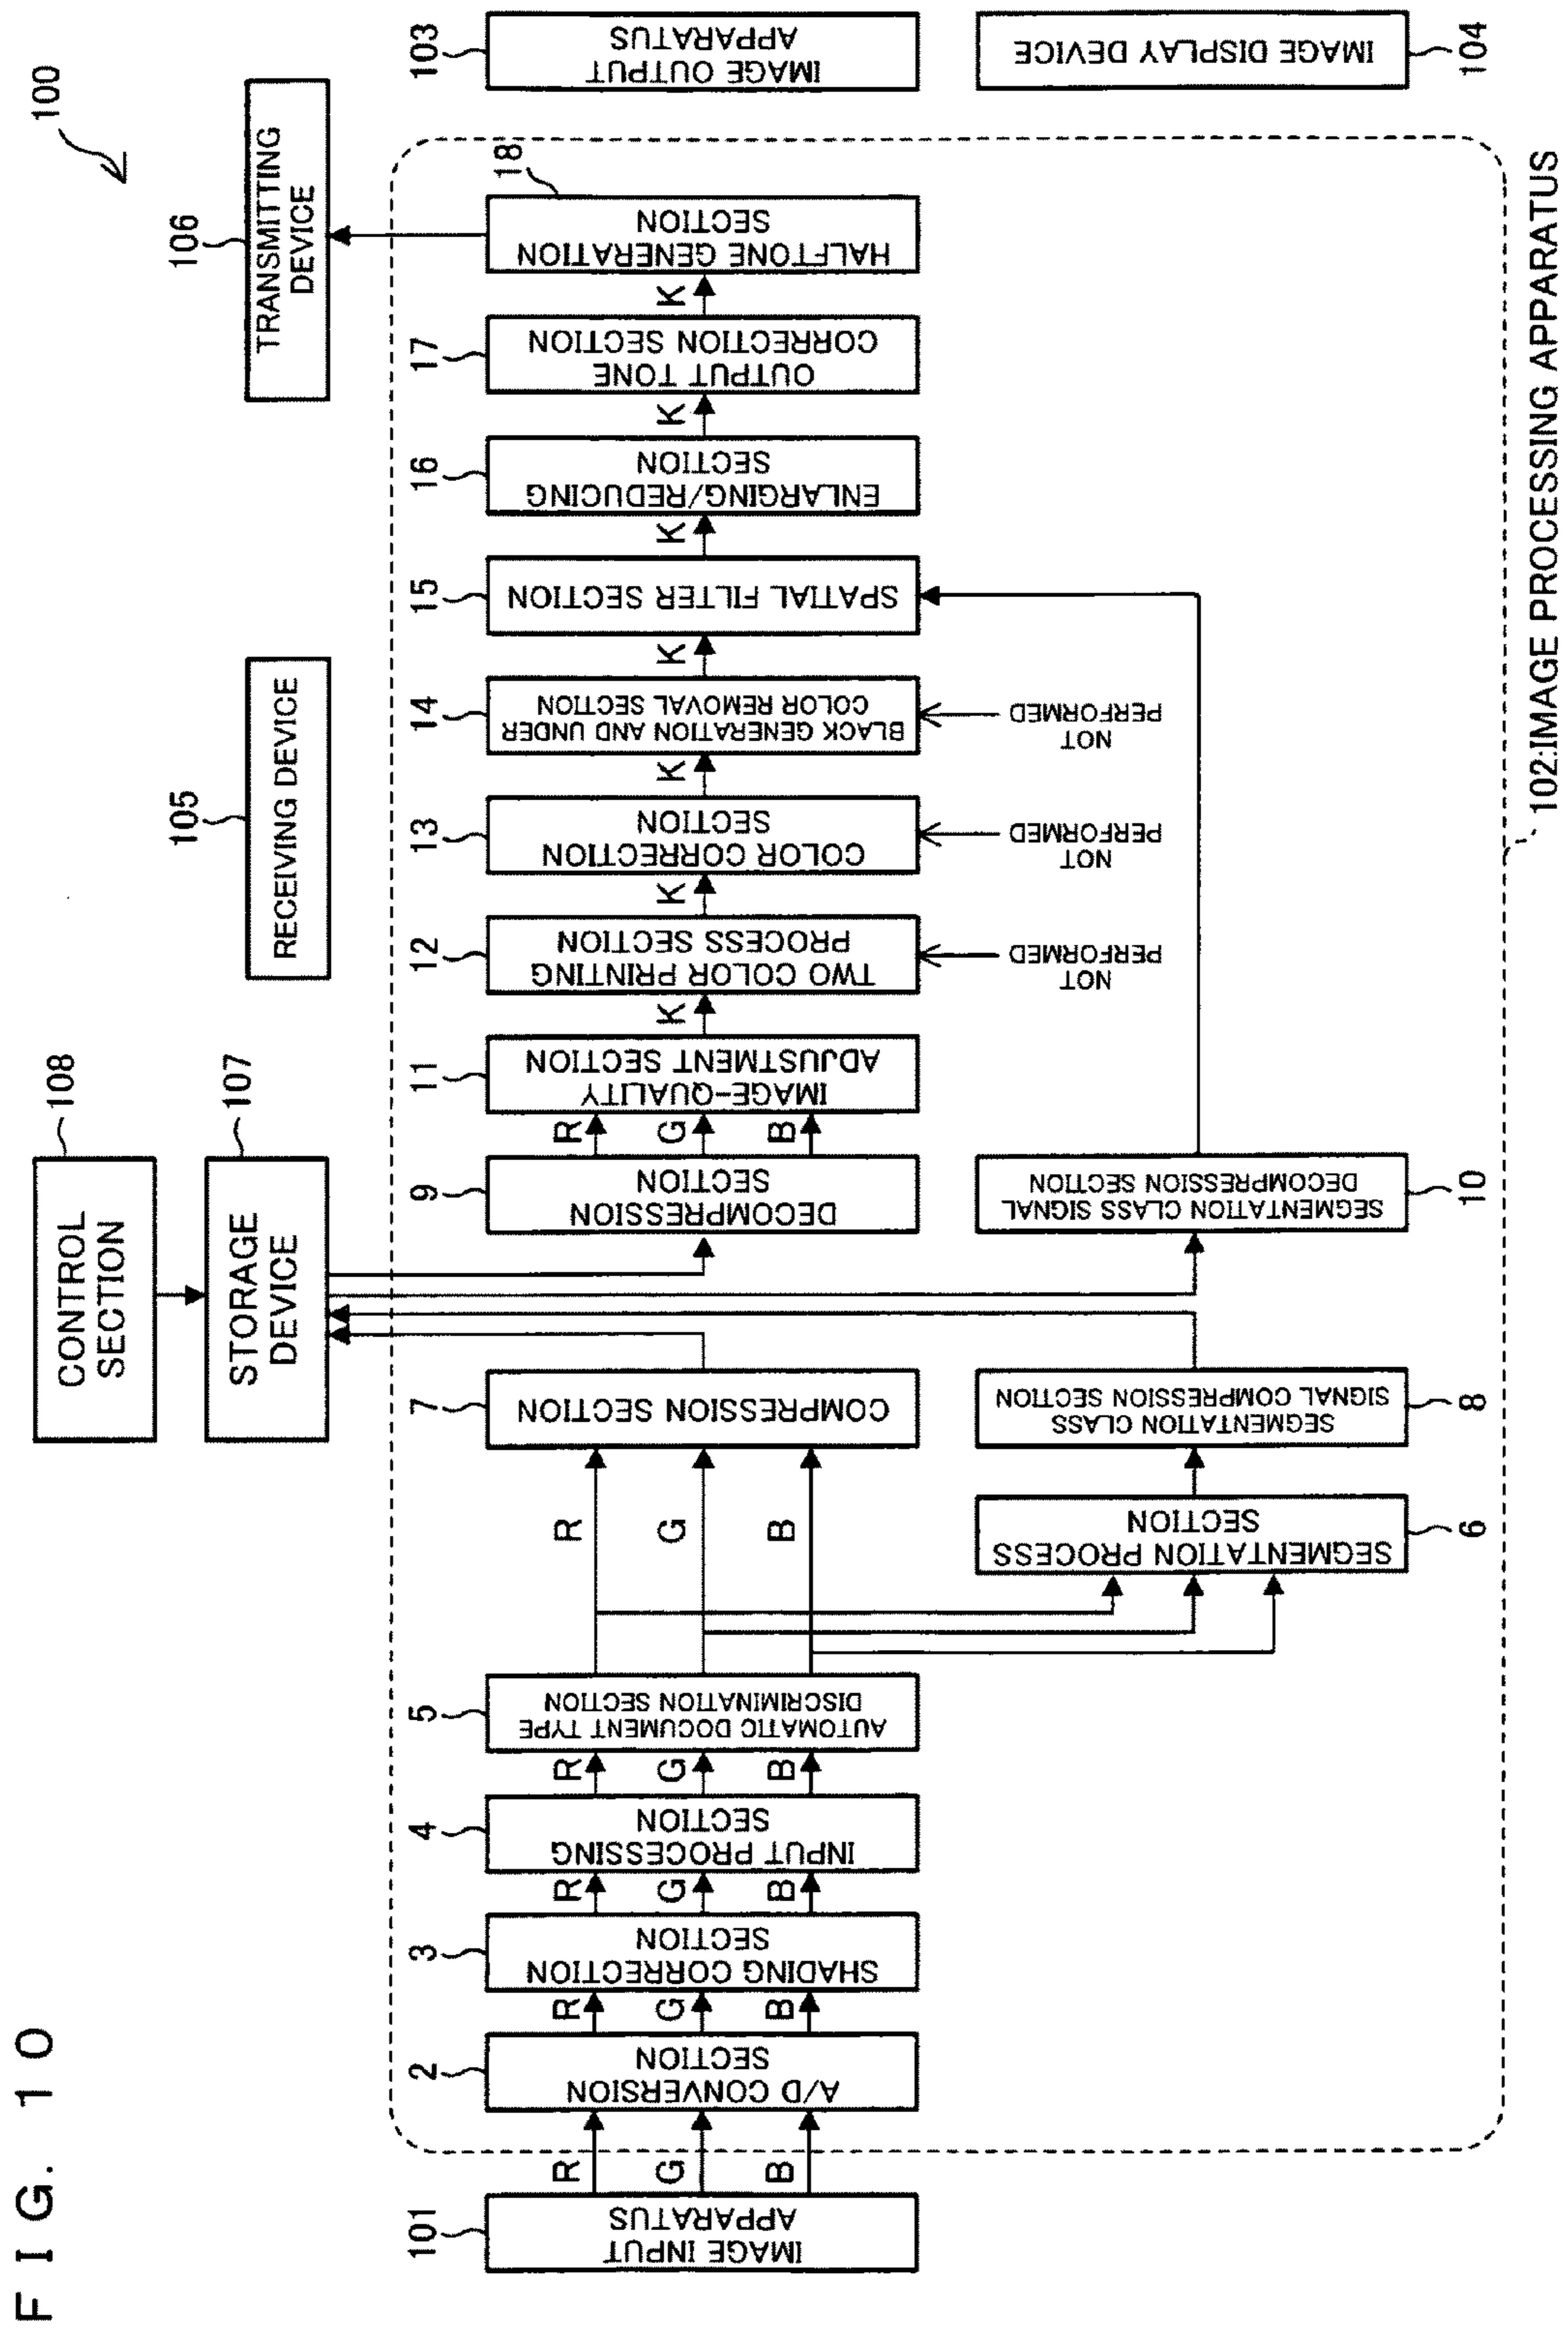 FIG. 10
100
CONTROL
SECTION
108
STORAGE
DEVICE
107
RECEIVING DEVICE
105
TRANSMITTING
DEVICE
106
101
IMAGE INPUT
APPARATUS
R
G
B
2
A/D CONVERSION
SECTION
R
G
B
3
SHADING CORRECTION
SECTION
R
G
B
4
INPUT PROCESSING
SECTION
R
G
B
5
AUTOMATIC DOCUMENT TYPE
DISCRIMINATION SECTION
R
G
B
7
COMPRESSION SECTION
9
DECOMPRESSION
SECTION
R
G
B
11
IMAGE-QUALITY
ADJUSTMENT SECTION
K
12
TWO COLOR PRINTING
PROCESS SECTION
K
13
COLOR CORRECTION
SECTION
K
14
BLACK GENERATION AND UNDER
COLOR REMOVAL SECTION
K
15
SPATIAL FILTER SECTION
K
16
ENLARGING/REDUCING
SECTION
K
17
OUTPUT TONE
CORRECTION SECTION
K
18
HALFTONE GENERATION
SECTION
103
IMAGE OUTPUT
APPARATUS
NOT
PERFORMED
NOT
PERFORMED
NOT
PERFORMED
SEGMENTATION PROCESS
SECTION
6
SEGMENTATION CLASS
SIGNAL COMPRESSION SECTION
8
SEGMENTATION CLASS SIGNAL
DECOMPRESSION SECTION
10
IMAGE DISPLAY DEVICE
104
102:IMAGE PROCESSING APPARATUS